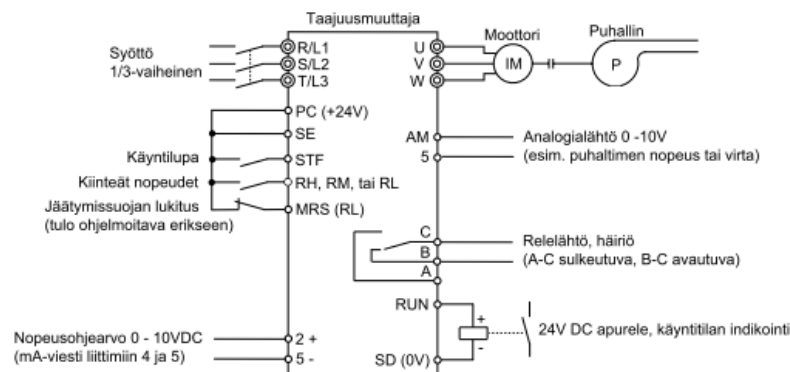 Taajuusmuuttaja
Syöttö
1/3-vaiheinen
R/L1
S/L2
T/L3
U
V
W
Moottori
IM
Puhallin
P
PC (+24V)
SE
Käyntilupa
STF
Kiinteät nopeudet
RH, RM, tai RL
Jäätymissuojan lukitus
(tulo ohjelmoitava erikseen)
MRS (RL)
AM
5
Analogialähtö 0 -10V
(esim. puhaltimen nopeus tai virta)
C
B
A
Relelähtö, häiriö
(A-C sulkeutuva, B-C avautuva)
RUN
+
-
24V DC apurele, käyntitilan indikointi
SD (0V)
Nopeusohjearvo 0 - 10VDC
(mA-viesti liittimiin 4 ja 5)
2 +
5 -